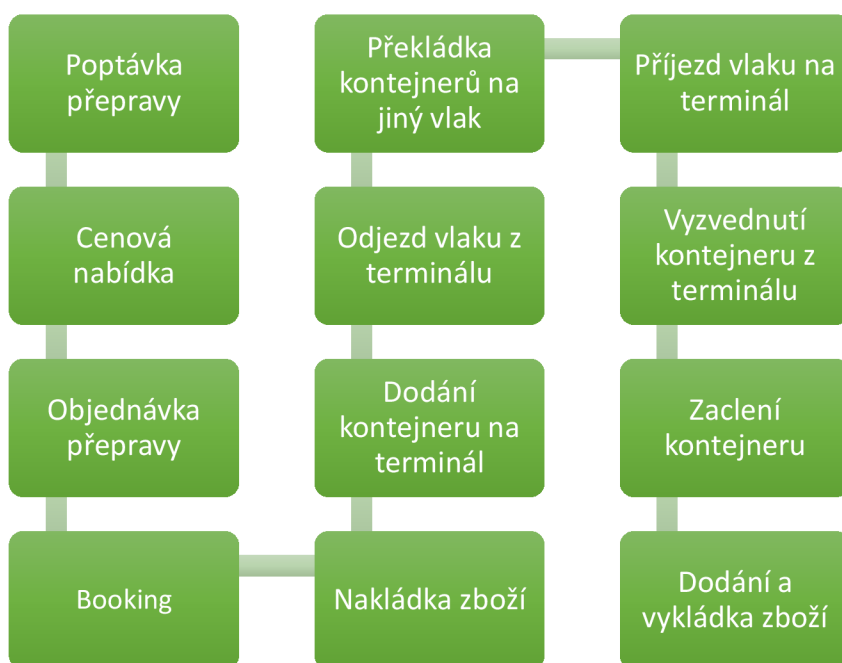 Poptávka
přepravy
Cenová
nabídka
Objednávka
přepravy
Booking
Nakládka zboží
Dodání
kontejneru na
terminál
Odjezd vlaku z
terminálu
Překládka
kontejnerů na
jiný vlak
Příjezd vlaku na
terminál
Vyzvednutí
kontejneru z
terminálu
Zaclení
kontejneru
Dodání a
vykládka zboží